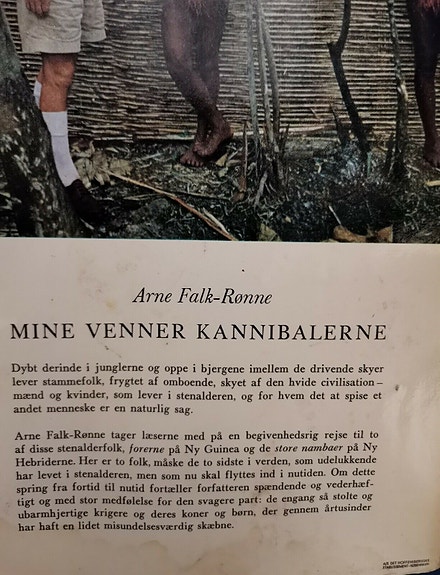 Arne Falk-Rønne
MINE VENNER KANNIBALERNE
Dybt derinde i junglerne og oppe i bjergene imellem de drivende skyer
lever stammefolk, frygtet af omboende, skyet af den hvide civilisation –
mænd og kvinder, som lever i stenalderen, og for hvem det at spise et
andet menneske er en naturlig sag.
Arne Falk-Rønne tager læserne med på en begivenhedsrig rejse til to
af disse stenalderfolk, forerne på Ny Guinea og de store nambaer på Ny
Hebriderne. Her er to folk, måske de to sidste i verden, som udelukkende
har levet i stenalderen, men som nu skal flyttes ind i nutiden. Om dette
spring fra fortid til nutid fortæller forfatteren spændende og vederhæf-
tigt og med stor medfølelse for den svagere part: de engang så stolte og
ubarmhjertige krigere og deres koner og børn, der gennem årtusinder
har haft en lidet misundelsesværdig skæbne.